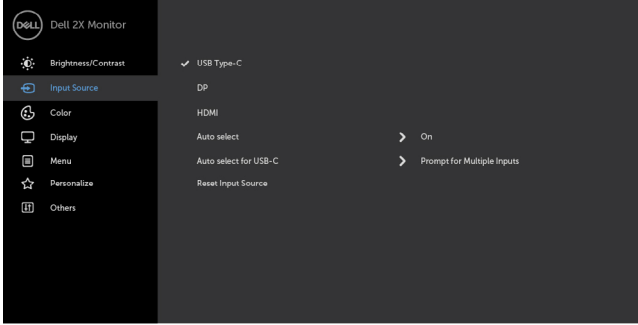 DELL Dell 2X Monitor
Brightness/Contrast
Input Source
Color
Display
Menu
Personalize
Others
USB Type-C
DP
HDMI
Auto select On
Auto select for USB-C Prompt for Multiple Inputs
Reset Input Source